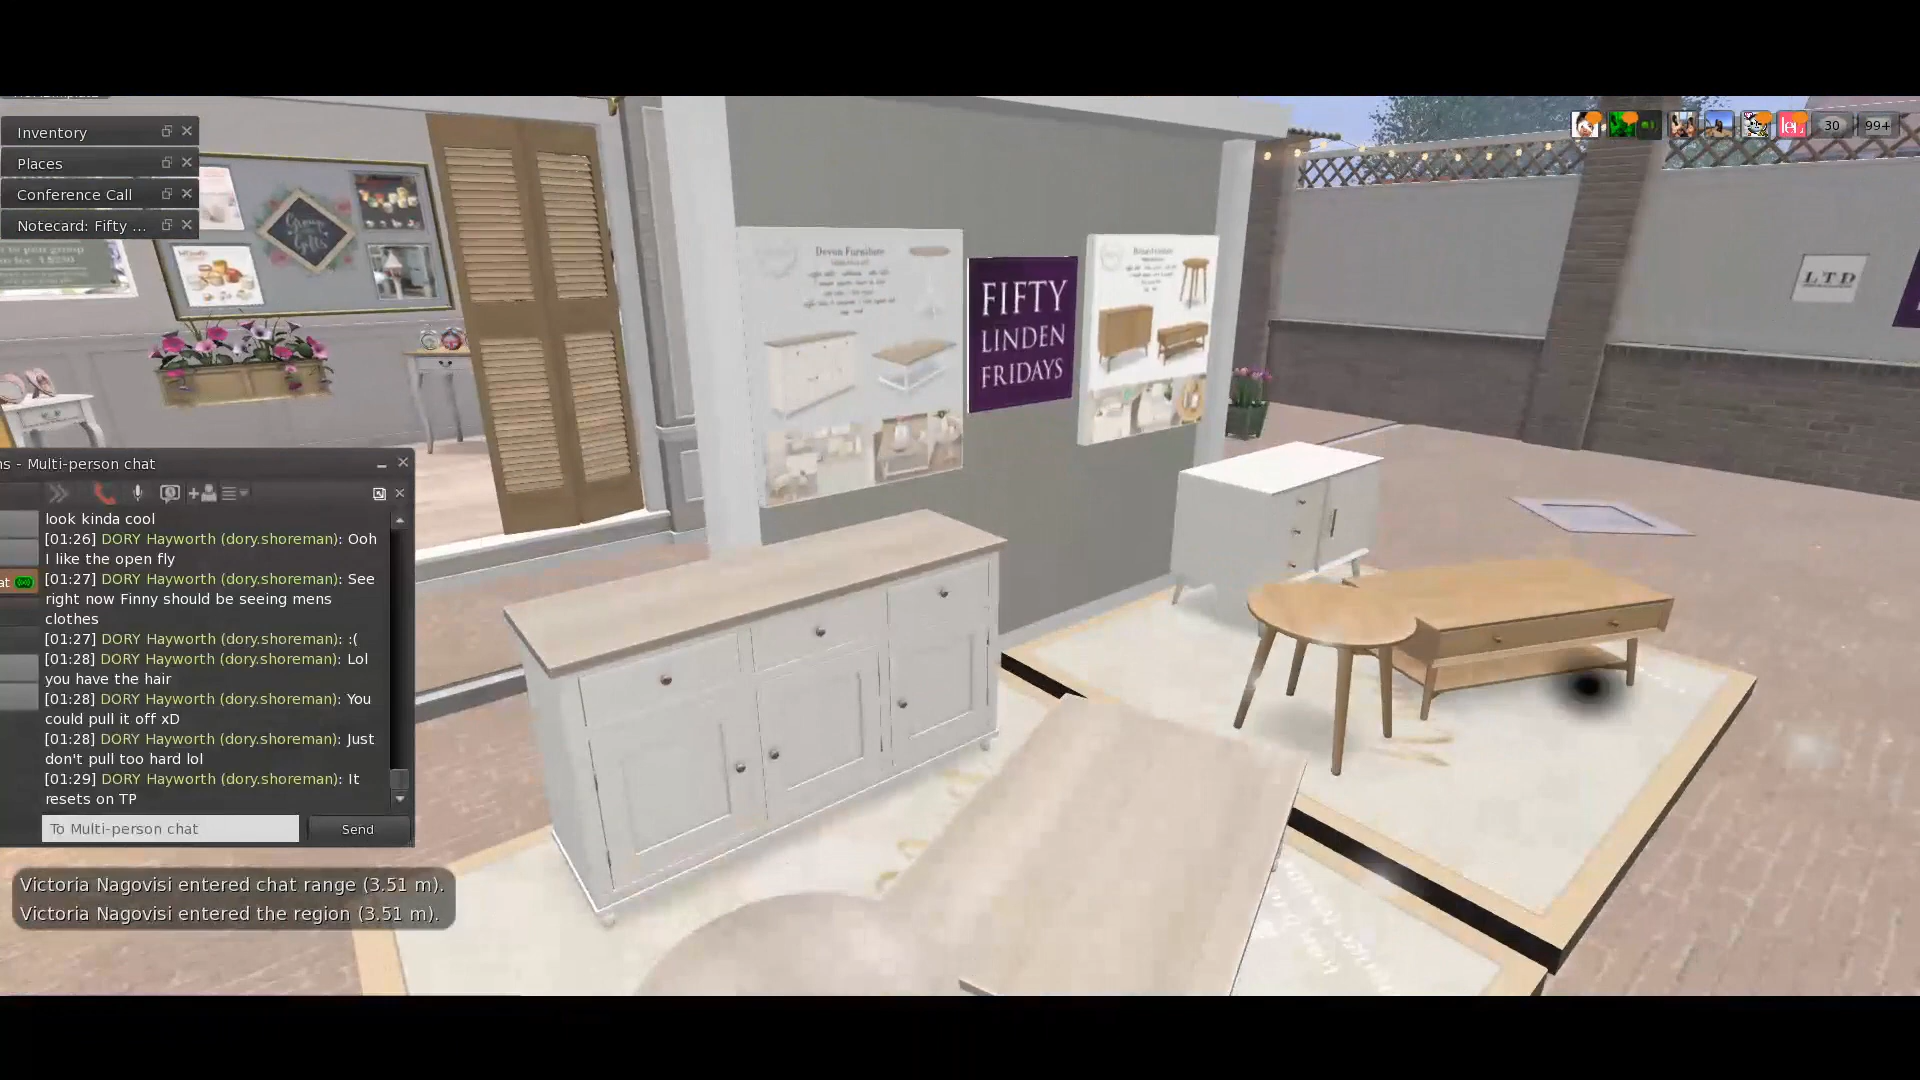 Inventory
Places
Conference Call
Notecard: Fifty ...
Group
Gifts
Devon Furniture
FIFTY
LINDEN
FRIDAYS
LTD
30
99+
ns - Multi-person chat
look kinda cool
[01:26] DORY Hayworth (dory.shoreman): Ooh
I like the open fly
[01:27] DORY Hayworth (dory.shoreman): See
right now Finny should be seeing mens
clothes
[01:27] DORY Hayworth (dory.shoreman): :(
[01:28] DORY Hayworth (dory.shoreman): Lol
you have the hair
[01:28] DORY Hayworth (dory.shoreman): You
could pull it off xD
[01:28] DORY Hayworth (dory.shoreman): Just
don't pull too hard lol
[01:29] DORY Hayworth (dory.shoreman): It
resets on TP
at
To Multi-person chat
Send
Victoria Nagovisi entered chat range (3.51 m).
Victoria Nagovisi entered the region (3.51 m).